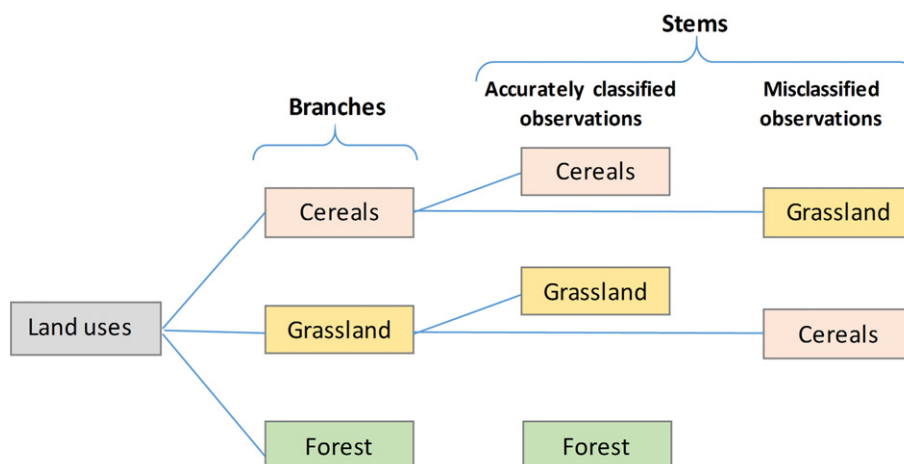 Stems
Accurately classified
observations
Misclassified
observations
Branches
Cereals
Cereals
Grassland
Grassland
Land uses
Grassland
Cereals
Forest
Forest